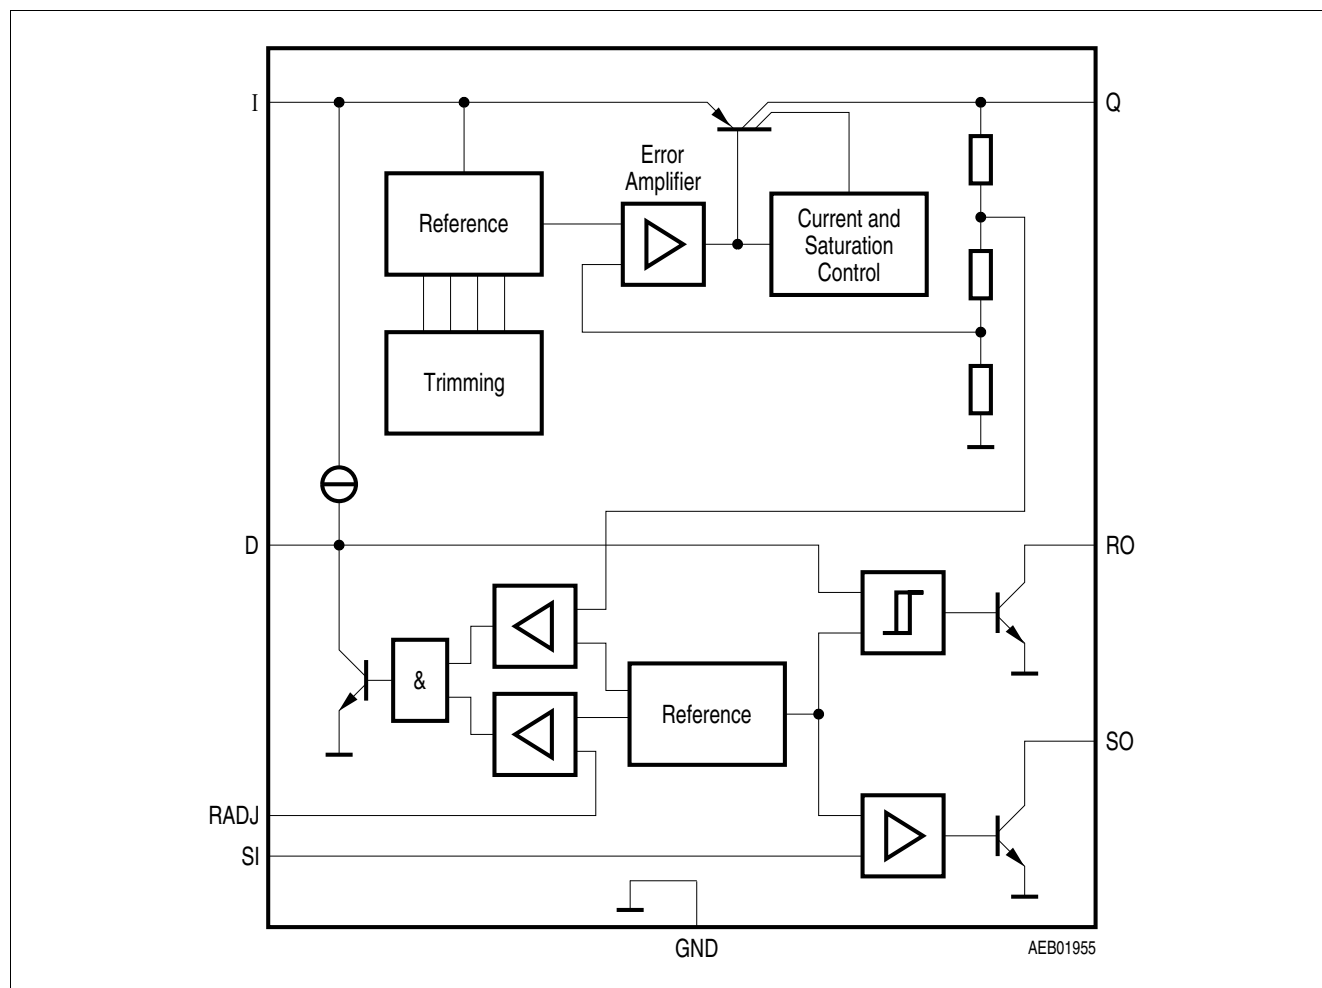 I
Q
Error
Amplifier
Reference
Current and
Saturation
Control
Trimming
D
RO
&
Reference
SO
RADJ
SI
GND
AEB01955